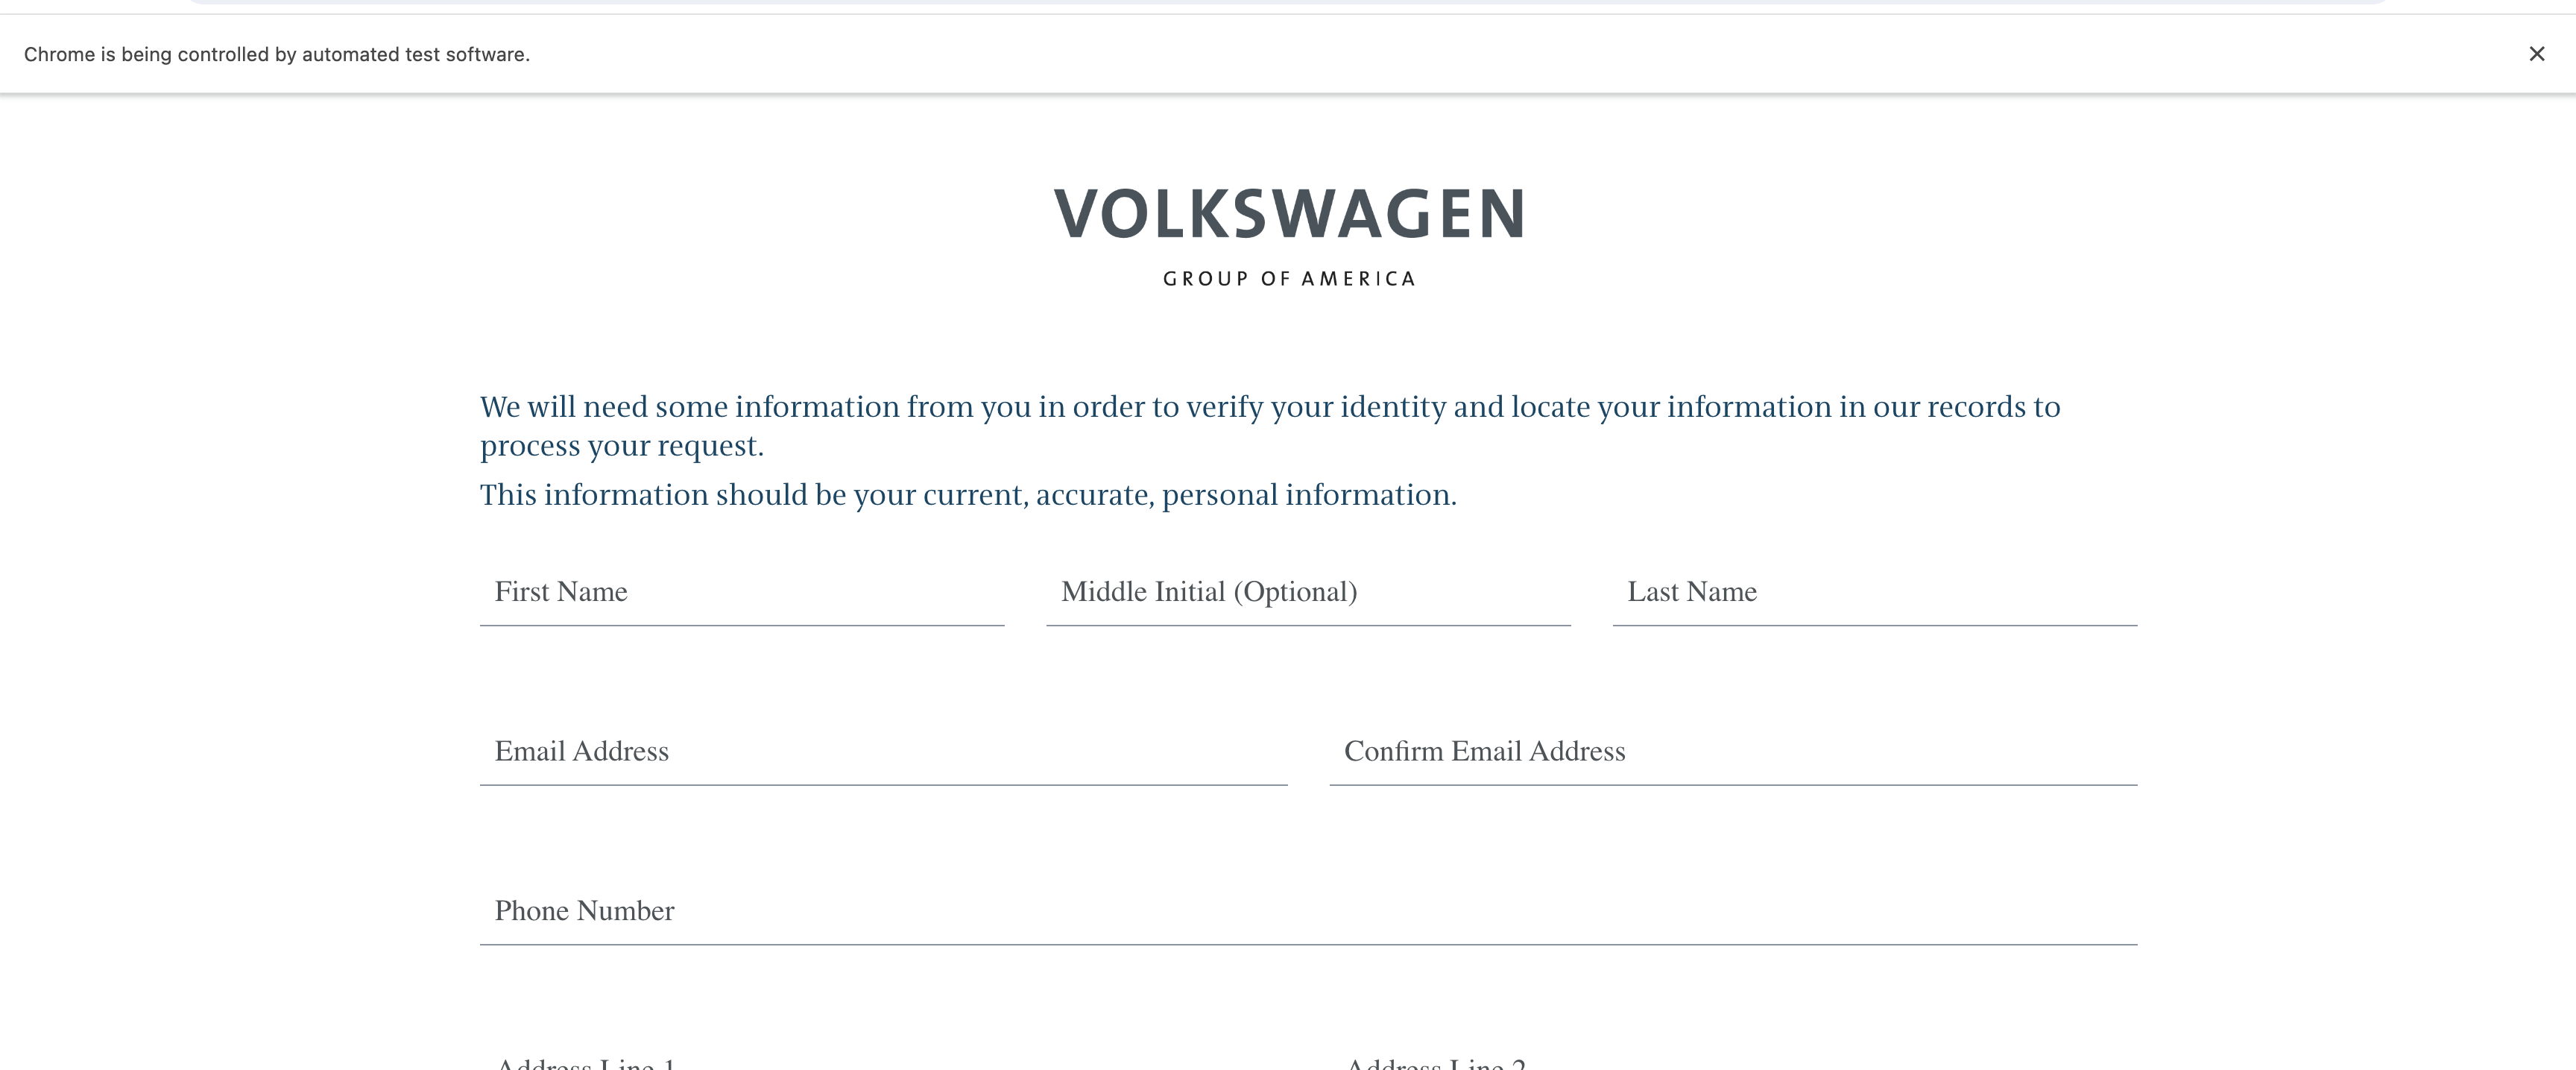 Chrome is being controlled by automated test software.
VOLKSWAGEN
GROUP OF AMERICA
We will need some information from you in order to verify your identity and locate your information in our records to
process your request.
This information should be your current, accurate, personal information.
First Name Middle Initial (Optional) Last Name
Email Address Confirm Email Address
Phone Number
Address Line 1 Address Line 2